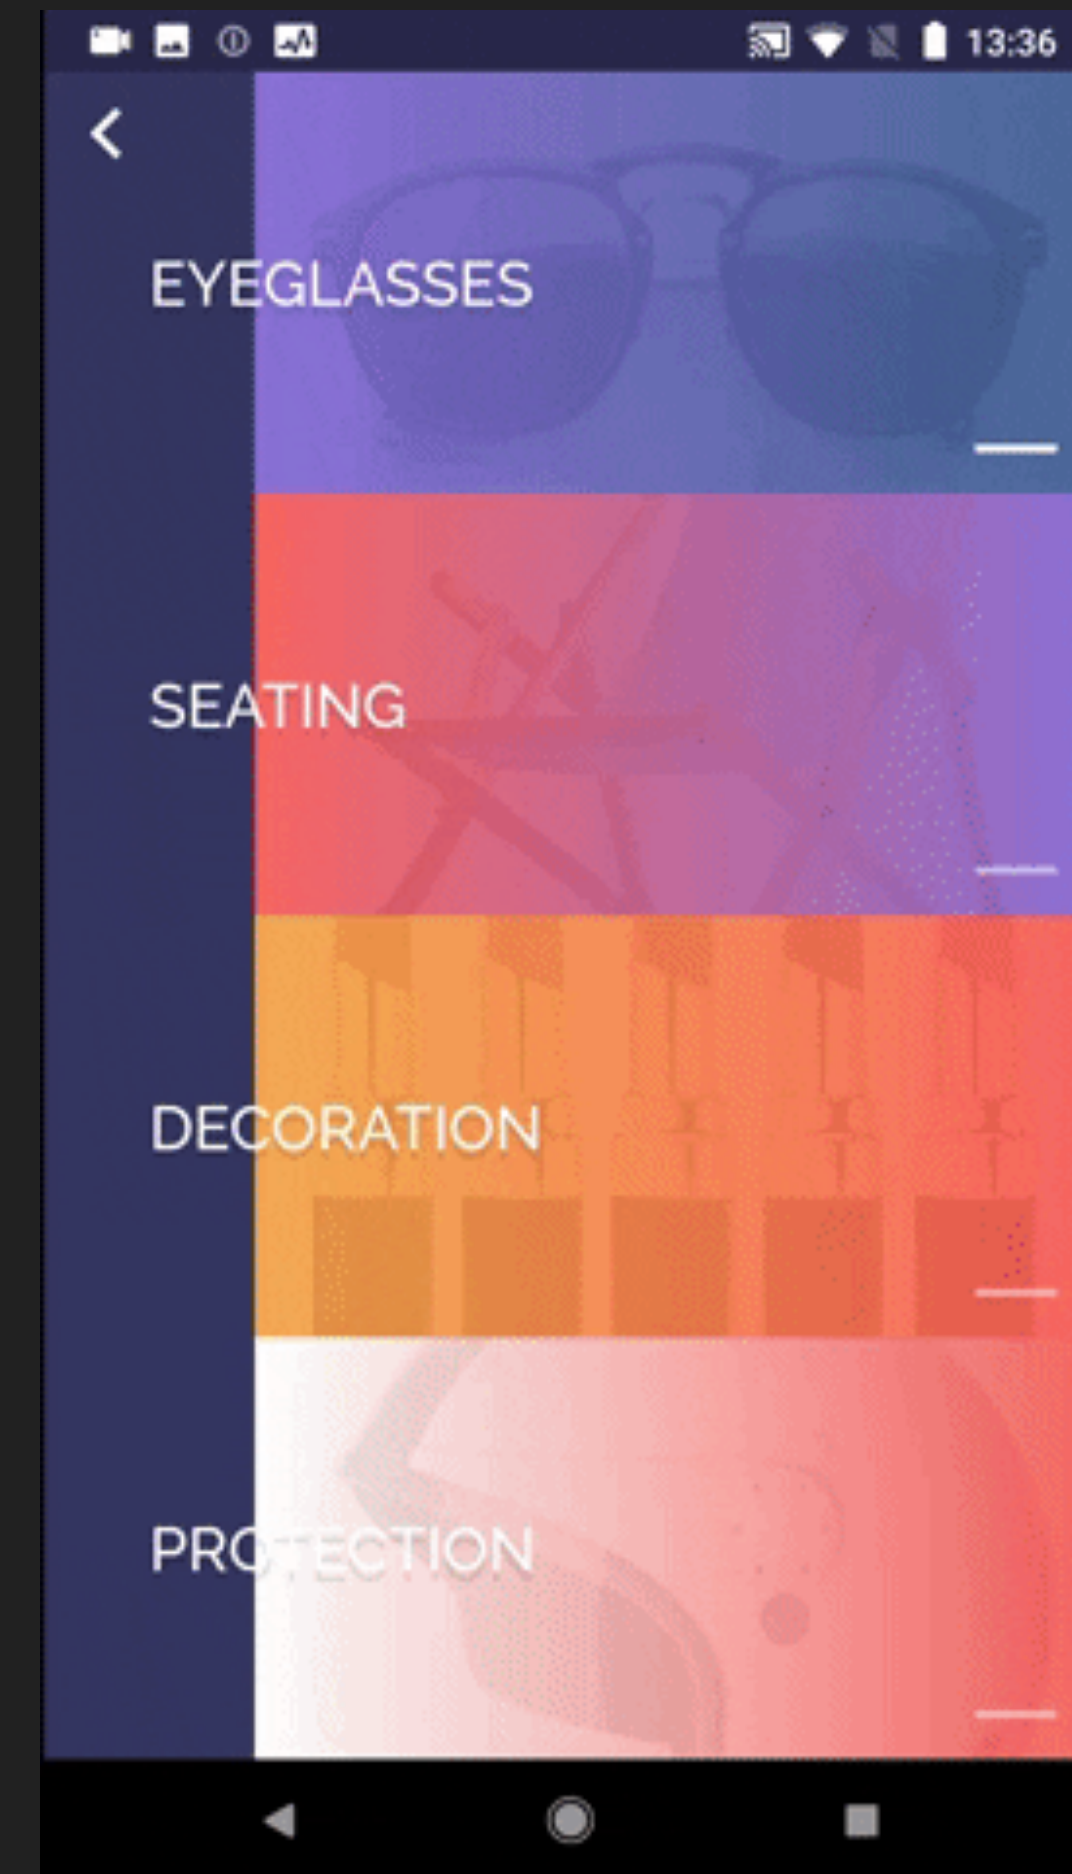 13:36
EYEGLASSES
SEATING
DECORATION
PROTECTION